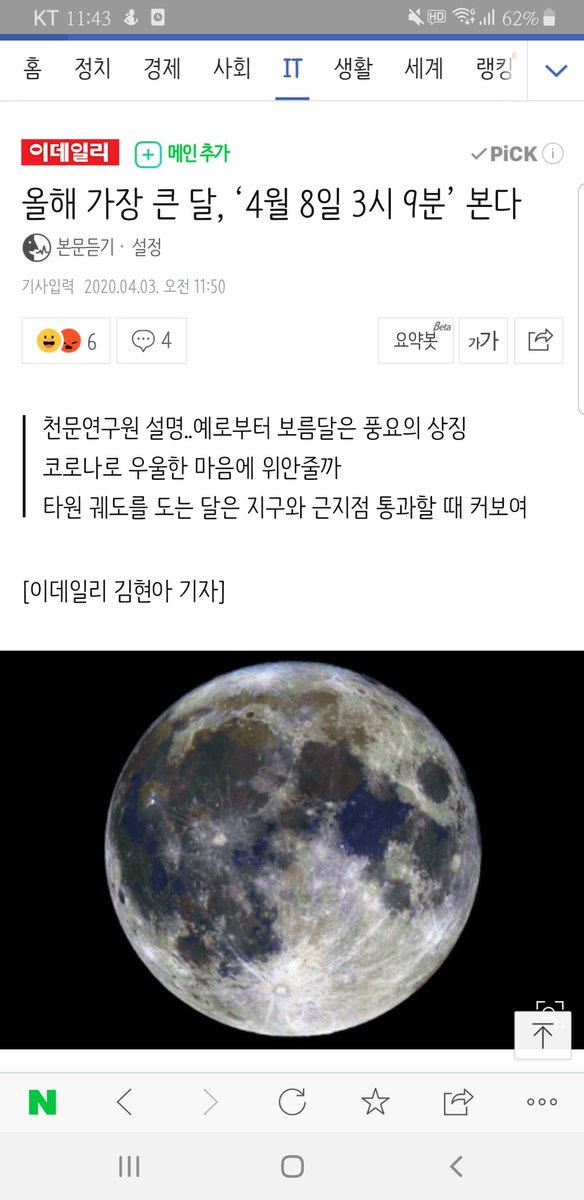 KT 11:43 HD 6 62%
홈 정치 경제 사회 IT 생활 세계 랭킹
이데일리 메인 추가 PiCK
올해 가장 큰 달, ‘4월 8일 3시 9분’ 본다
본문듣기 · 설정
기사입력 2020.04.03. 오전 11:50
6 4 요약봇 Beta 가가
천문연구원 설명..예로부터 보름달은 풍요의 상징
코로나로 우울한 마음에 위안줄까
타원 궤도를 도는 달은 지구와 근지점 통과할 때 커보여
[이데일리 김현아 기자]
N